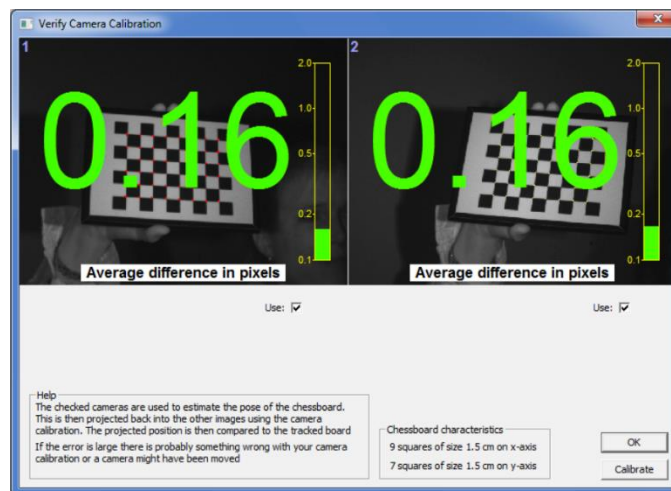 Verify Camera Calibration
1
2
0.16
0.16
2.0
1.0
0.5
0.2
0.1
2.0
1.0
0.5
0.2
0.1
Average difference in pixels
Average difference in pixels
Use:
Use:
Help
The checked cameras are used to estimate the pose of the chessboard.
This is then projected back into the other images using the camera
calibration. The projected position is then compared to the tracked board
If the error is large there is probably something wrong with your camera
calibration or a camera might have been moved
Chessboard characteristics
9 squares of size 1.5 cm on x-axis
7 squares of size 1.5 cm on y-axis
OK
Calibrate